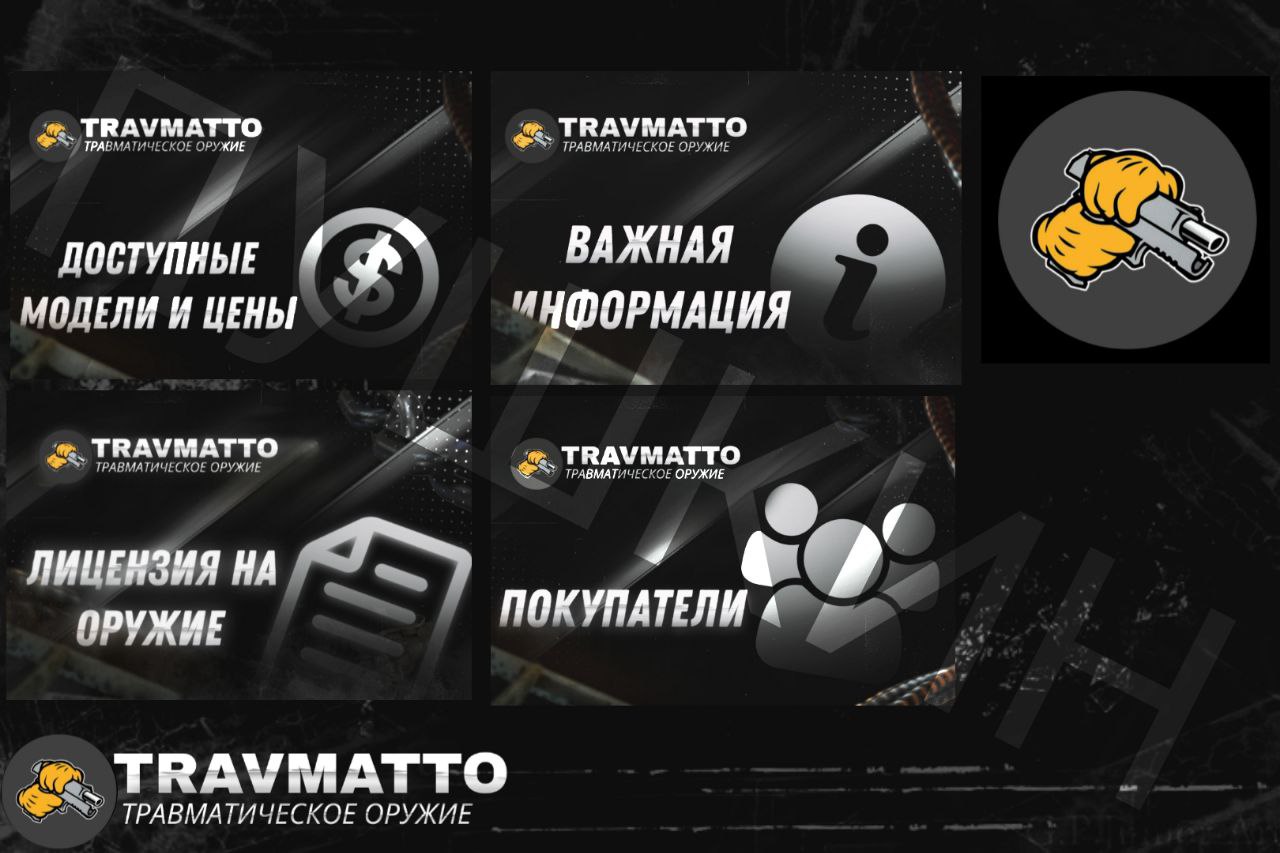 TRAVMATTO
ТРАВМАТИЧЕСКОЕ ОРУЖИЕ
ДОСТУПНЫЕ
МОДЕЛИ И ЦЕНЫ
$
TRAVMATTO
ТРАВМАТИЧЕСКОЕ ОРУЖИЕ
ВАЖНАЯ
ИНФОРМАЦИЯ
i
TRAVMATTO
ТРАВМАТИЧЕСКОЕ ОРУЖИЕ
ЛИЦЕНЗИЯ НА
ОРУЖИЕ
TRAVMATTO
ТРАВМАТИЧЕСКОЕ ОРУЖИЕ
ПОКУПАТЕЛИ
ПУШКИН
TRAVMATTO
ТРАВМАТИЧЕСКОЕ ОРУЖИЕ